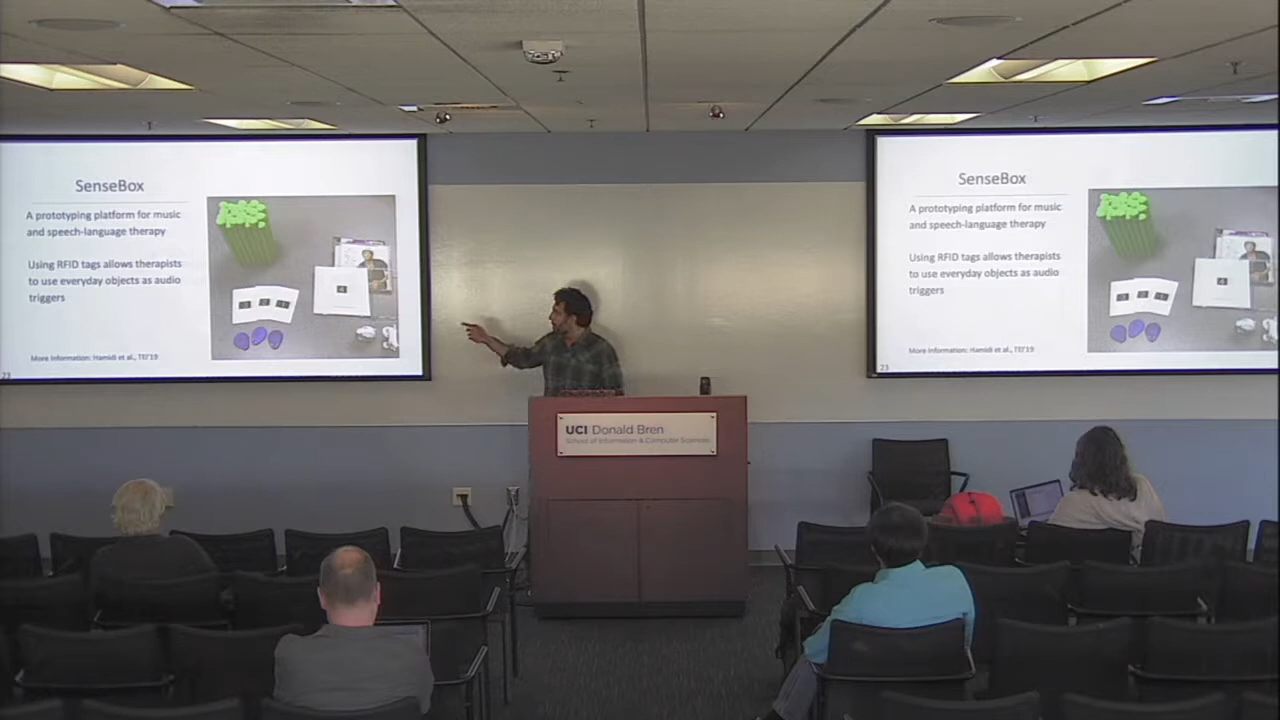 SenseBox
A prototyping platform for music
and speech-language therapy
Using RFID tags allows therapists
to use everyday objects as audio
triggers
More Information: Hamidi et al., TEI'19
23
SenseBox
A prototyping platform for music
and speech-language therapy
Using RFID tags allows therapists
to use everyday objects as audio
triggers
More Information: Hamidi et al., TEI'19
23
UCI Donald Bren
School of Information & Computer Sciences